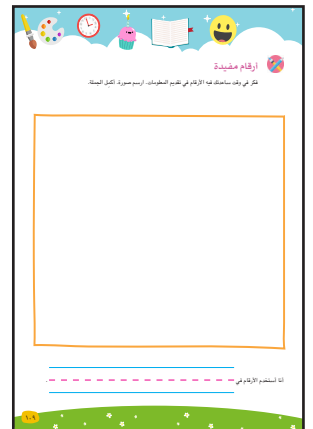 أرقام مفيدة
فكر في وقت ساعدتك فيه الأرقام في تقديم المعلومات. ارسم صورة. أكمل الجملة.
أنا أستخدم الأرقام في
١٠٩